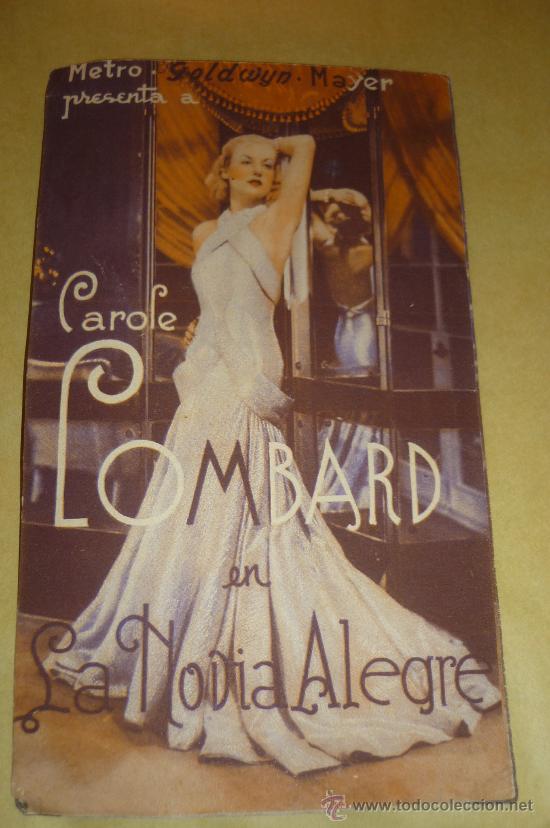 Metro · Goldwyn · Mayer
presenta a
Carole
LOMBARD
en
La Novia Alegre
www.todocoleccion.net